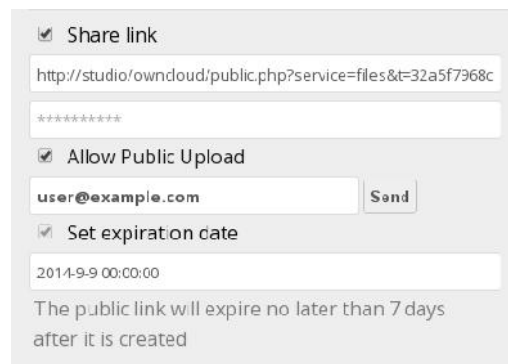 Share link
http://studio/owncloud/public.php?service=files&t=32a5f7968c
**********
Allow Public Upload
user@example.com Send
Set expiration date
2014-9-9 00:00:00
The public link will expire no later than 7 days
after it is created